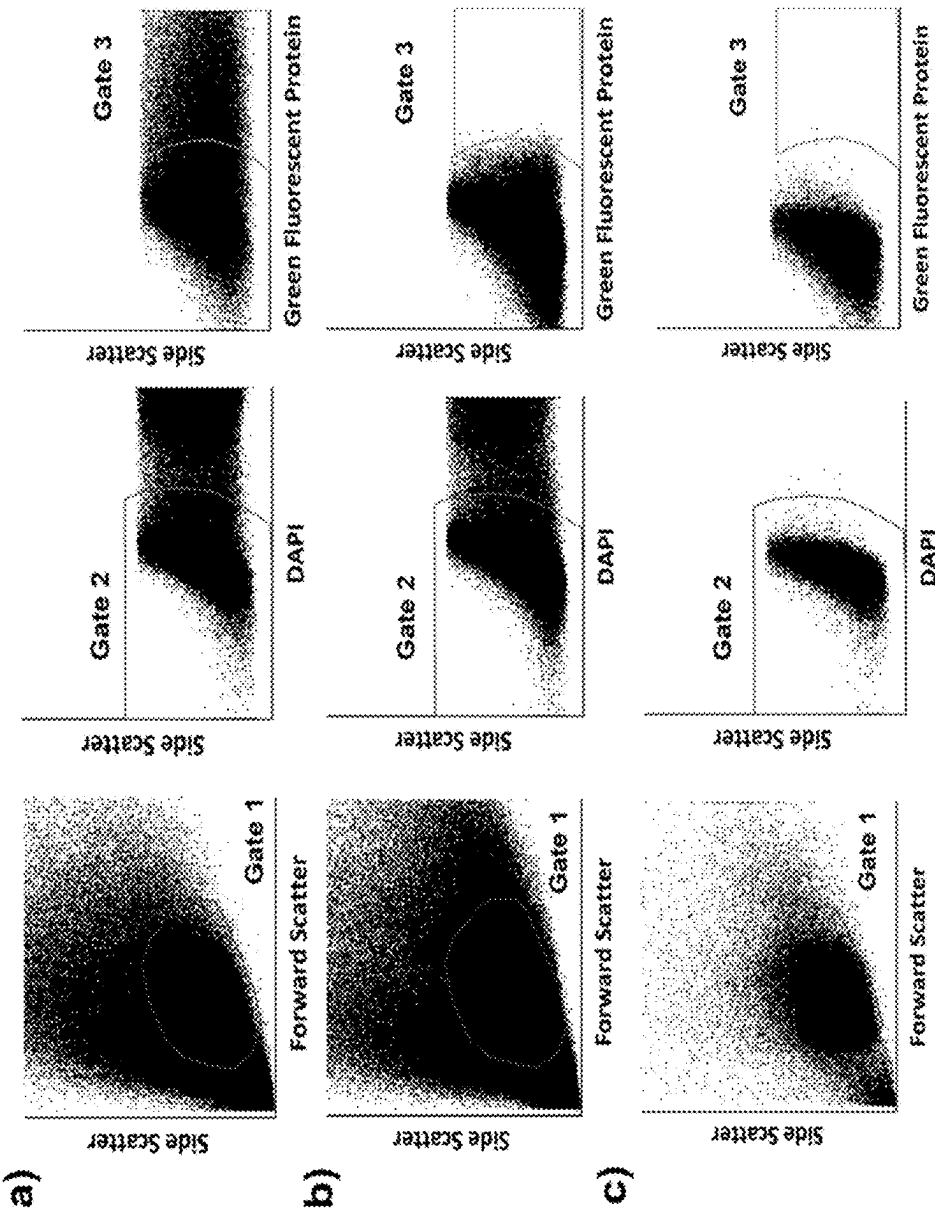 a)
Side Scatter
Gate 1
Forward Scatter
Side Scatter
Gate 2
DAPI
Side Scatter
Gate 3
Green Fluorescent Protein
b)
Side Scatter
Gate 1
Forward Scatter
Side Scatter
Gate 2
DAPI
Side Scatter
Gate 3
Green Fluorescent Protein
c)
Side Scatter
Gate 1
Forward Scatter
Side Scatter
Gate 2
DAPI
Side Scatter
Gate 3
Green Fluorescent Protein